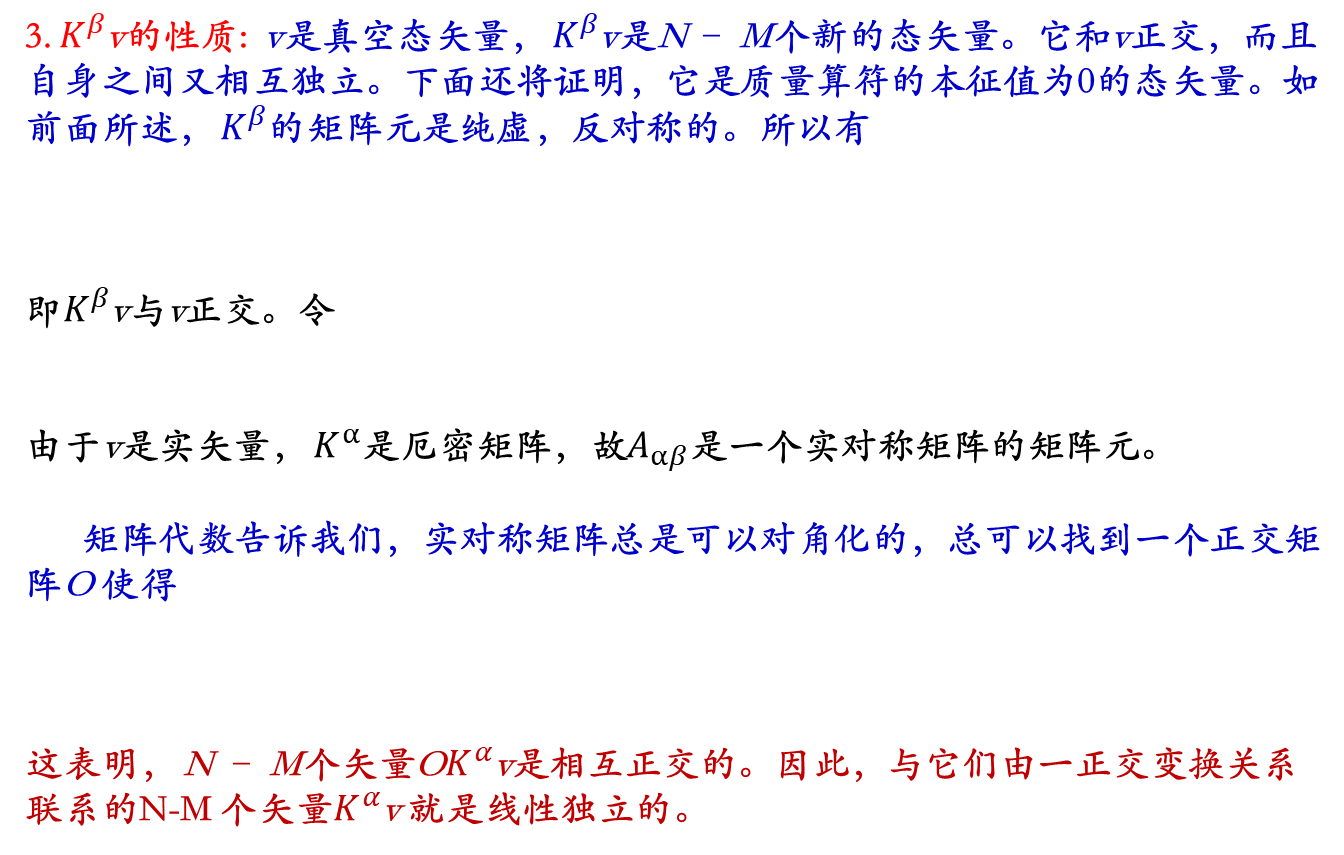 3. K^β v的性质：v是真空态矢量，K^β v是N − M个新的态矢量。它和v正交，而且
自身之间又相互独立。下面还将证明，它是质量算符的本征值为0的态矢量。如
前面所述，K^β的矩阵元是纯虚，反对称的。所以有
即K^β v与v正交。令
由于v是实矢量，K^α是厄密矩阵，故A_αβ是一个实对称矩阵的矩阵元。
矩阵代数告诉我们，实对称矩阵总是可以对角化的，总可以找到一个正交矩
阵O使得
这表明，N − M个矢量OK^α v是相互正交的。因此，与它们由一正交变换关系
联系的N-M个矢量K^α v就是线性独立的。